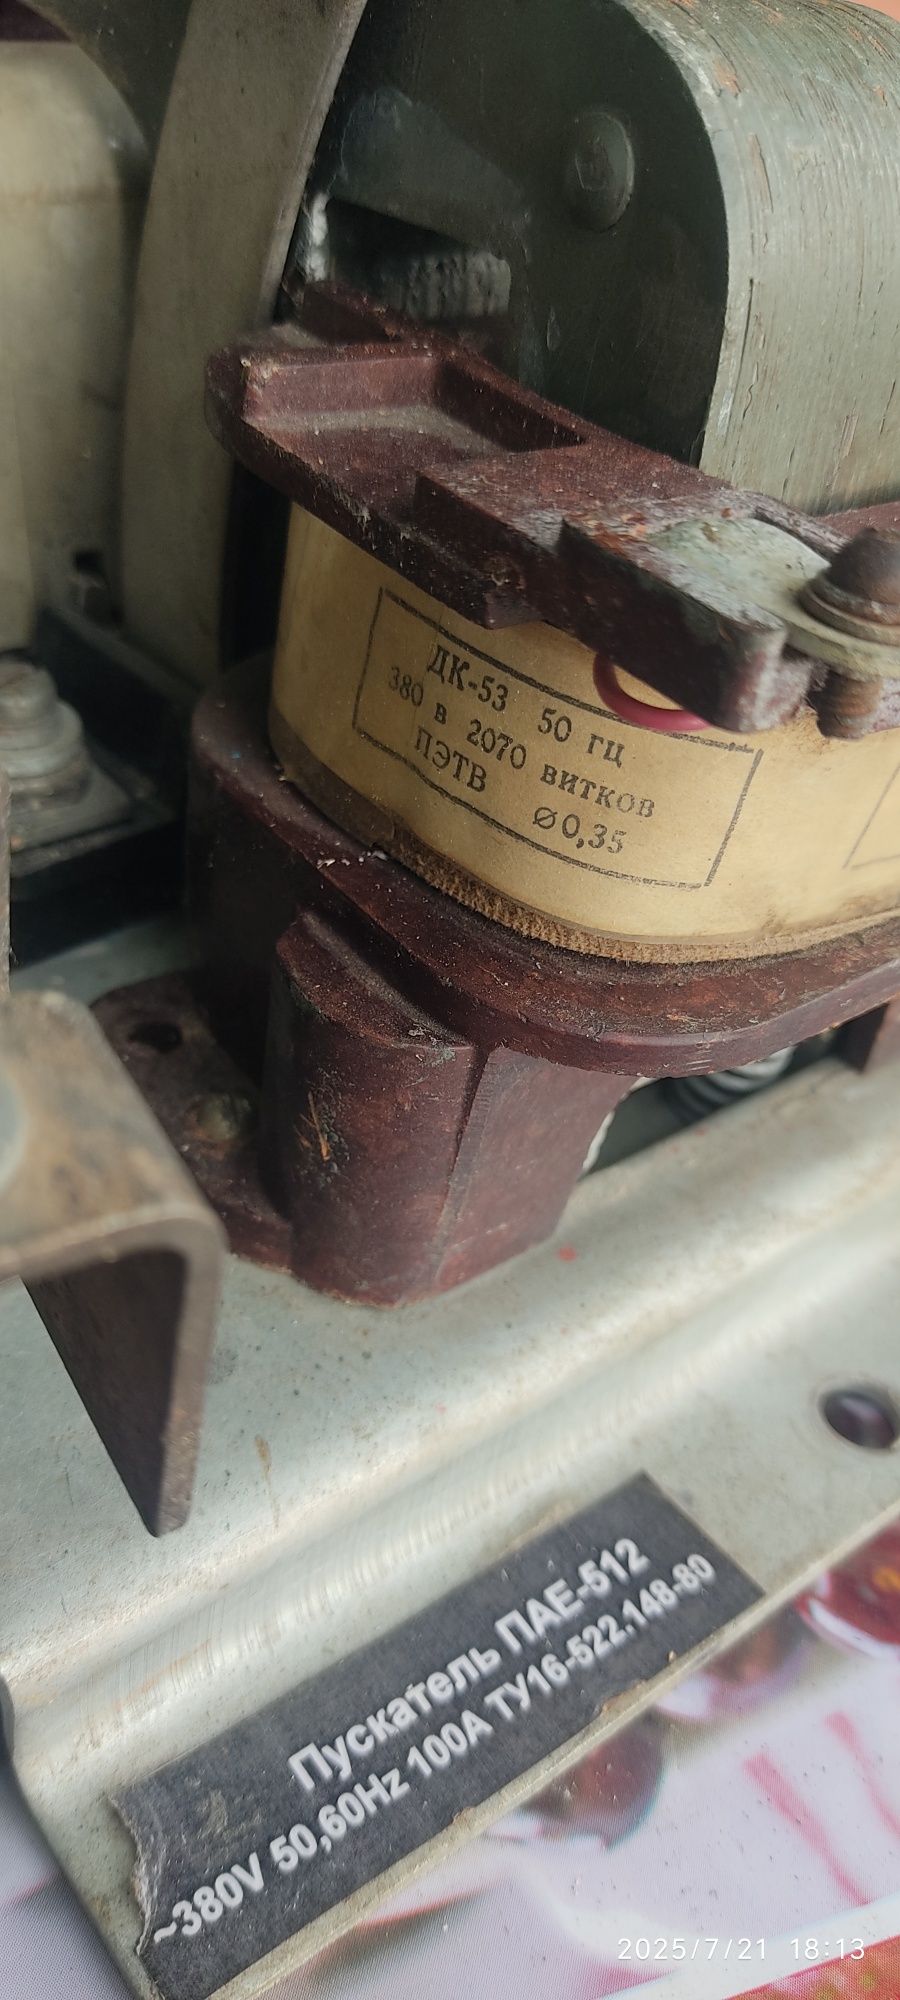 ДК-53 50 гц
380 в 2070 витков
ПЭТВ ⌀0,35
Пускатель ПАЕ-512
~380V 50,60Hz 100А ТУ16-522.148-80
2025/7/21 18:13